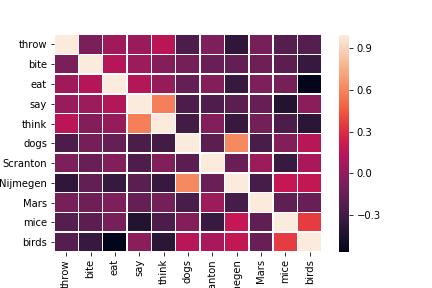 throw
bite
eat
say
think
dogs
Scranton
Nijmegen
Mars
mice
birds
0.9
0.6
0.3
0.0
−0.3
throw
bite
eat
say
think
dogs
anton
negen
Mars
mice
birds